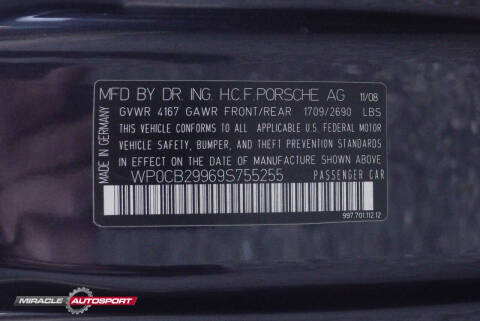 MFD BY DR. ING. H.C.F. PORSCHE AG 11/08
GVWR 4167 GAWR FRONT/REAR 1709/2690 LBS
THIS VEHICLE CONFORMS TO ALL APPLICABLE U.S. FEDERAL MOTOR
VEHICLE SAFETY, BUMPER, AND THEFT PREVENTION STANDARDS
IN EFFECT ON THE DATE OF MANUFACTURE SHOWN ABOVE.
WP0CB29969S755255 PASSENGER CAR
997.701.112.12
MADE IN GERMANY
MIRACLE AUTOSPORT